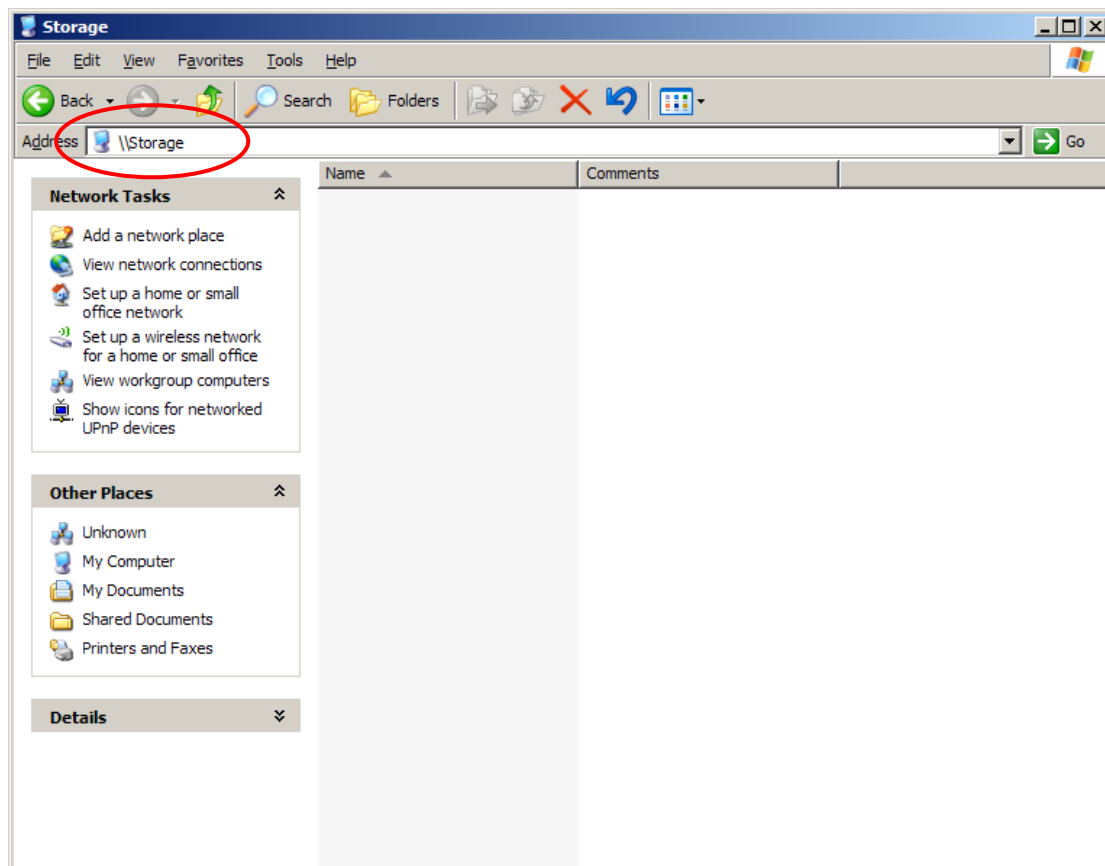 Storage
File Edit View Favorites Tools Help
Back Search Folders
Address \\Storage Go
Name Comments
Network Tasks
Add a network place
View network connections
Set up a home or small
office network
Set up a wireless network
for a home or small office
View workgroup computers
Show icons for networked
UPnP devices
Other Places
Unknown
My Computer
My Documents
Shared Documents
Printers and Faxes
Details